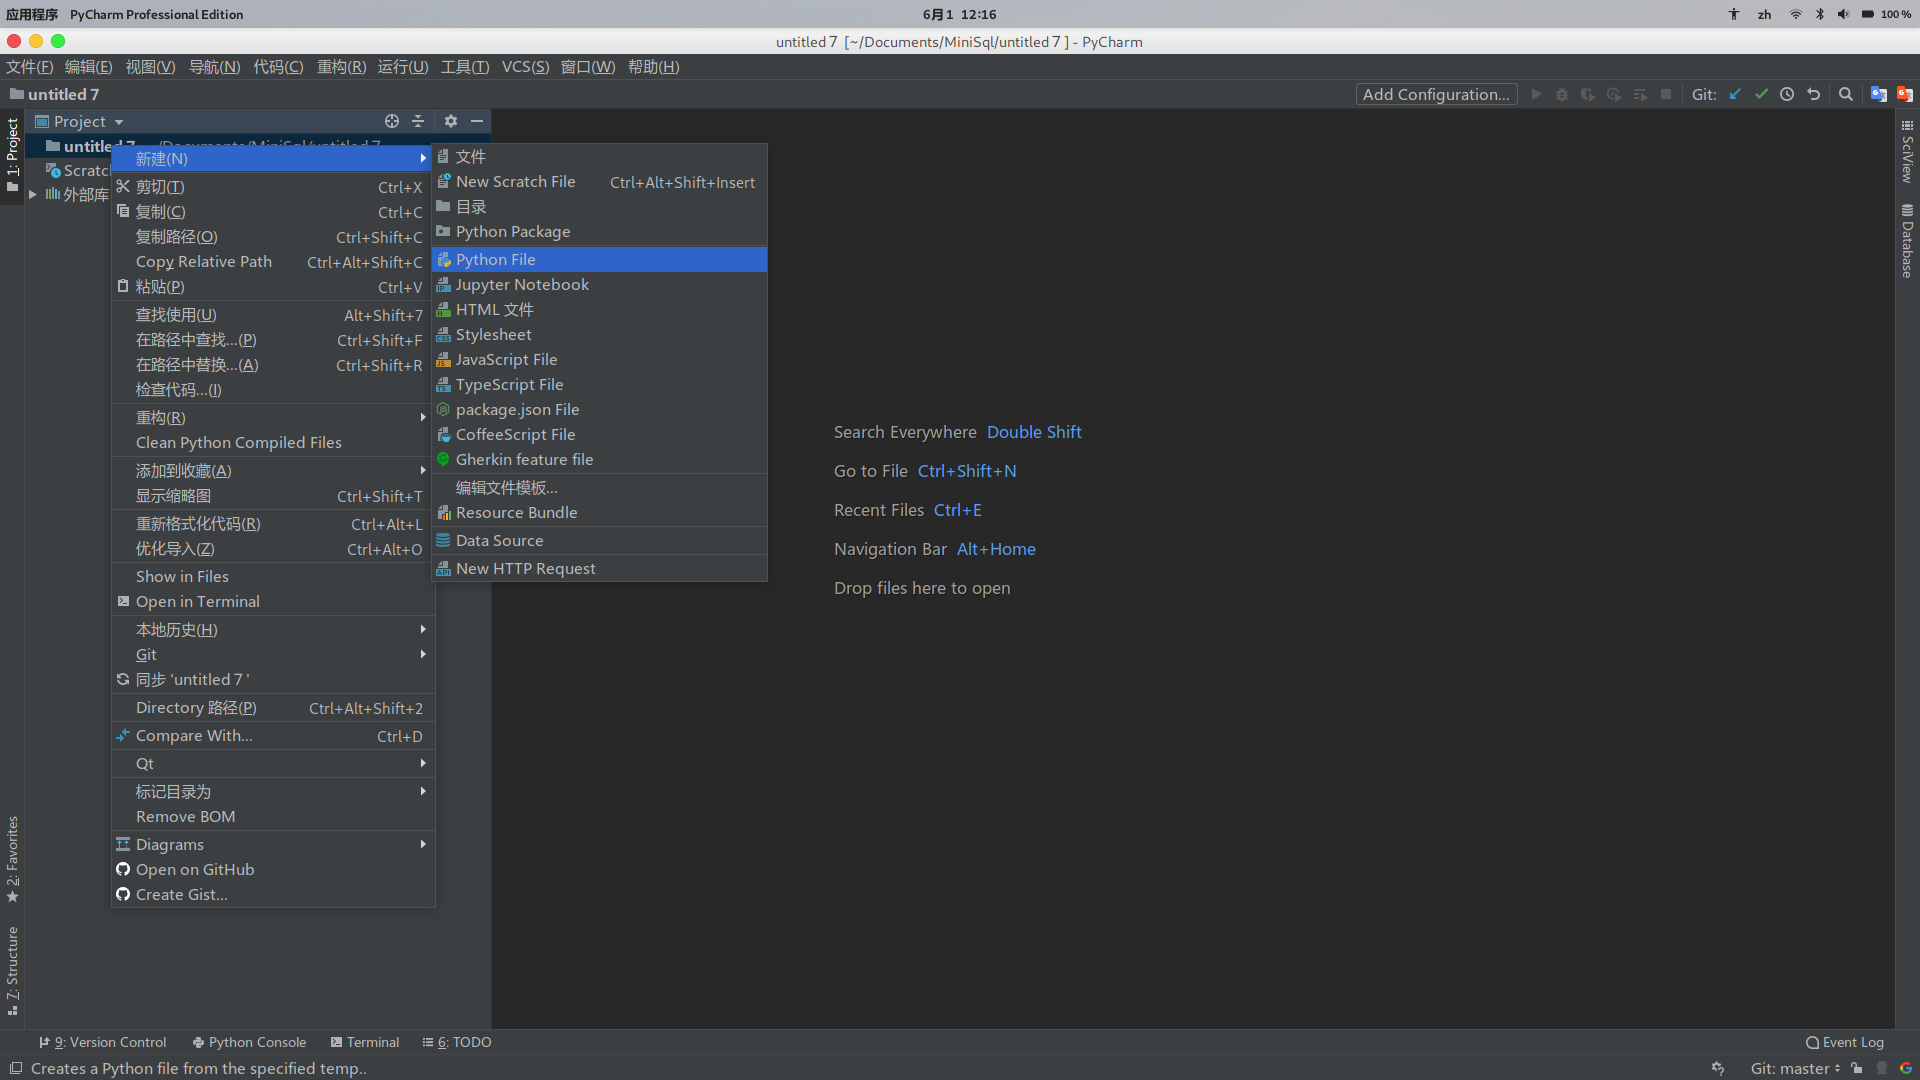 应用程序 PyCharm Professional Edition 6月1 12:16 zh 100 %
untitled 7 [~/Documents/MiniSql/untitled 7 ] - PyCharm
文件(F) 编辑(E) 视图(V) 导航(N) 代码(C) 重构(R) 运行(U) 工具(T) VCS(S) 窗口(W) 帮助(H)
untitled 7 Add Configuration... Git:
Project
1: Project
untitled 7
Scratch
外部库
新建(N)
剪切(T) Ctrl+X
复制(C) Ctrl+C
复制路径(O) Ctrl+Shift+C
Copy Relative Path Ctrl+Alt+Shift+C
粘贴(P) Ctrl+V
查找使用(U) Alt+Shift+7
在路径中查找...(P) Ctrl+Shift+F
在路径中替换...(A) Ctrl+Shift+R
检查代码...(I)
重构(R)
Clean Python Compiled Files
添加到收藏(A)
显示缩略图 Ctrl+Shift+T
重新格式化代码(R) Ctrl+Alt+L
优化导入(Z) Ctrl+Alt+O
Show in Files
Open in Terminal
本地历史(H)
Git
同步 'untitled 7 '
Directory 路径(P) Ctrl+Alt+Shift+2
Compare With... Ctrl+D
Qt
标记目录为
Remove BOM
Diagrams
Open on GitHub
Create Gist...
文件
New Scratch File Ctrl+Alt+Shift+Insert
目录
Python Package
Python File
Jupyter Notebook
HTML 文件
Stylesheet
JavaScript File
TypeScript File
package.json File
CoffeeScript File
Gherkin feature file
编辑文件模板...
Resource Bundle
Data Source
New HTTP Request
Search Everywhere Double Shift
Go to File Ctrl+Shift+N
Recent Files Ctrl+E
Navigation Bar Alt+Home
Drop files here to open
SciView
Database
2: Favorites
7: Structure
9: Version Control Python Console Terminal 6: TODO Event Log
Creates a Python file from the specified temp.. Git: master